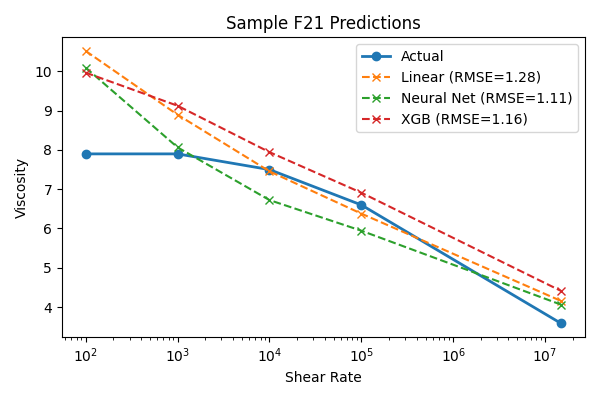 Sample F21 Predictions
Actual
Linear (RMSE=1.28)
Neural Net (RMSE=1.11)
XGB (RMSE=1.16)
Viscosity
10
9
8
7
6
5
4
10²
10³
10⁴
10⁵
10⁶
10⁷
Shear Rate